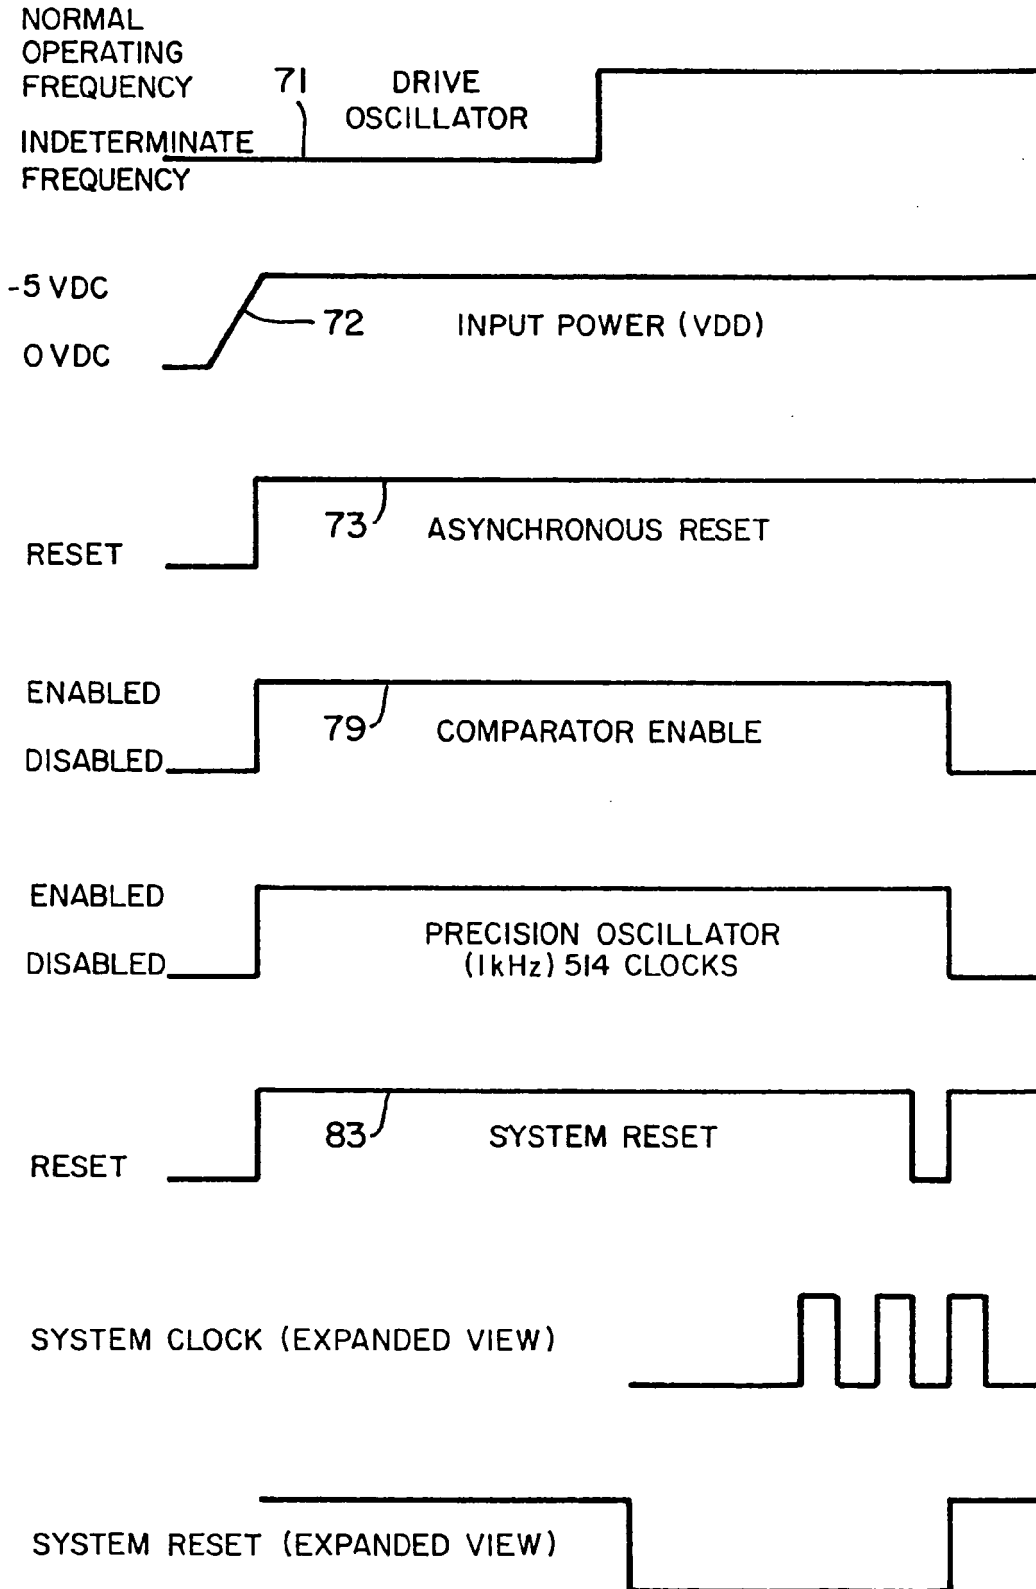 NORMAL
OPERATING
FREQUENCY
71
DRIVE
OSCILLATOR
INDETERMINATE
FREQUENCY
-5 VDC
72
INPUT POWER (VDD)
0 VDC
73
ASYNCHRONOUS RESET
RESET
ENABLED
79
COMPARATOR ENABLE
DISABLED
ENABLED
PRECISION OSCILLATOR
(1kHz) 514 CLOCKS
DISABLED
83
SYSTEM RESET
RESET
SYSTEM CLOCK (EXPANDED VIEW)
SYSTEM RESET (EXPANDED VIEW)